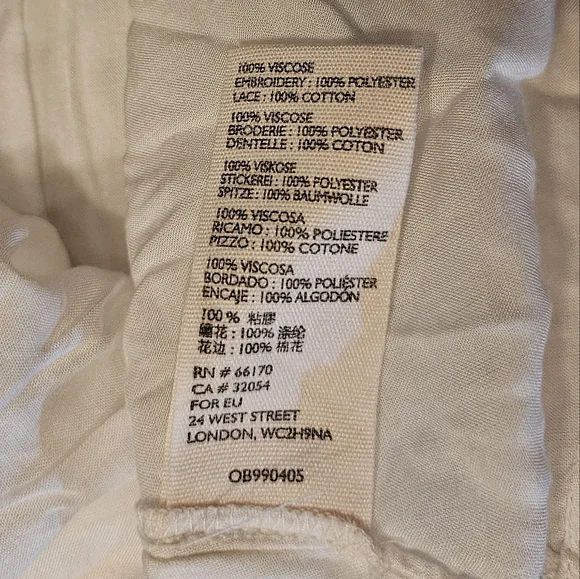 100% VISCOSE
EMBROIDERY : 100% POLYESTER
LACE : 100% COTTON
100% VISCOSE
BRODERIE : 100% POLYESTER
DENTELLE : 100% COTON
100% VISKOSE
STICKEREI : 100% POLYESTER
SPITZE : 100% BAUMWOLLE
100% VISCOSA
RICAMO : 100% POLIESTERE
PIZZO : 100% COTONE
100% VISCOSA
BORDADO : 100% POLIÉSTER
ENCAJE : 100% ALGODÓN
100 % 粘膠
繡花 : 100% 涤纶
花边 : 100% 棉花
RN # 66170
CA # 32054
FOR EU
24 WEST STREET
LONDON, WC2H9NA
OB990405